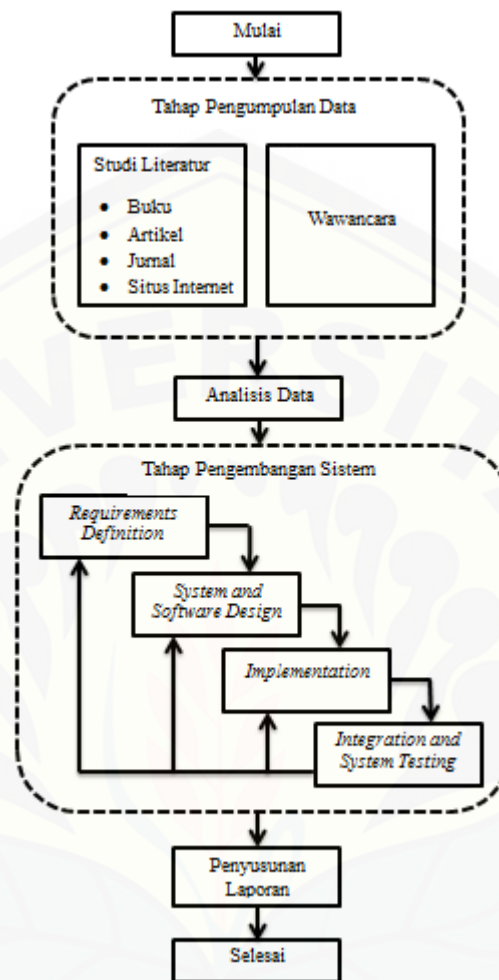 Mulai
Tahap Pengumpulan Data
Studi Literatur
• Buku
• Artikel
• Jurnal
• Situs Internet
Wawancara
Analisis Data
Tahap Pengembangan Sistem
Requirements
Definition
System and
Software Design
Implementation
Integration and
System Testing
Penyusunan
Laporan
Selesai